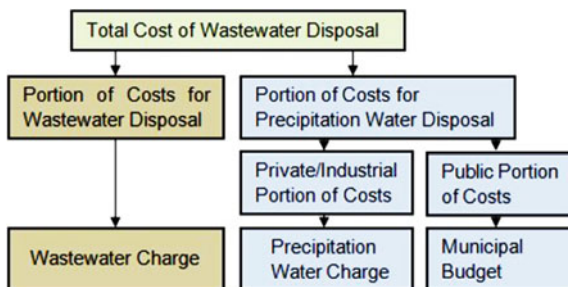 Total Cost of Wastewater Disposal
Portion of Costs for
Wastewater Disposal
Portion of Costs for
Precipitation Water Disposal
Private/Industrial
Portion of Costs
Public Portion
of Costs
Wastewater Charge
Precipitation
Water Charge
Municipal
Budget